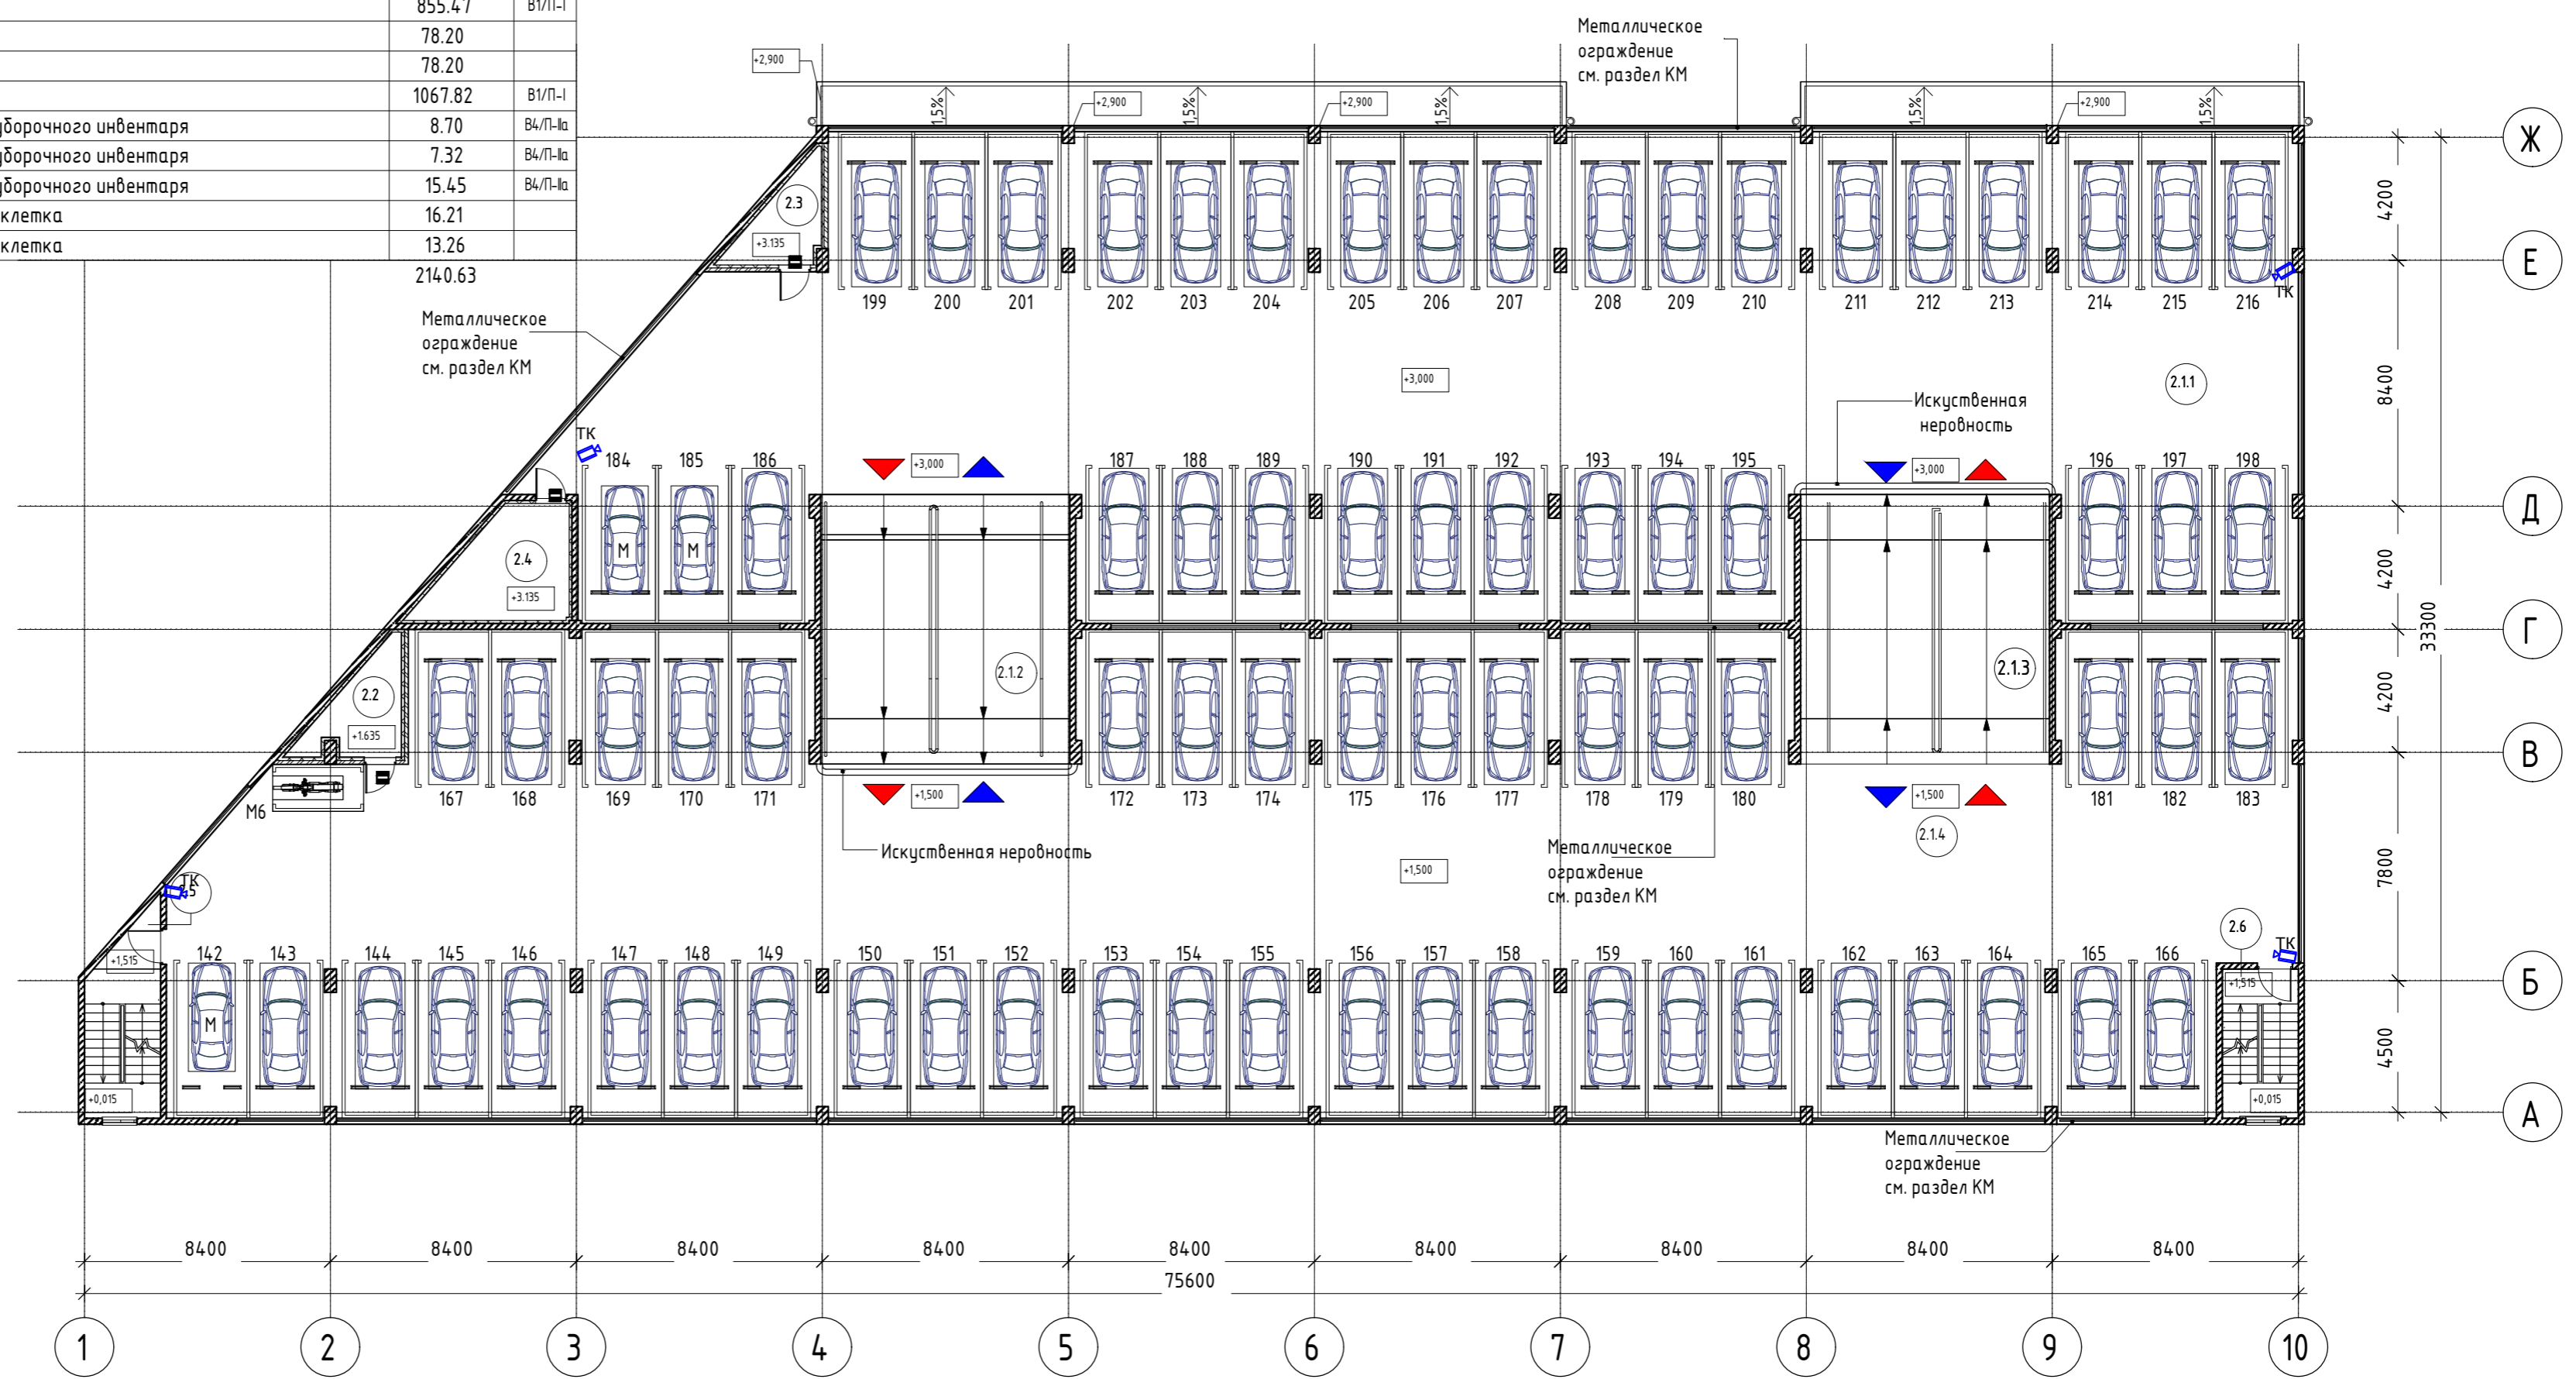 855.47 В1/П-I
78.20
78.20
1067.82 В1/П-I
уборочного инвентаря 8.70 В4/П-IIа
уборочного инвентаря 7.32 В4/П-IIа
уборочного инвентаря 15.45 В4/П-IIа
клетка 16.21
клетка 13.26
2140.63
Металлическое
ограждение
см. раздел КМ
+2,900
+2,900
+2,900
+2,900
1,5%
1,5%
1,5%
1,5%
1,5%
Ж
4200
2.3
+3.135
Е
199 200 201 202 203 204 205 206 207 208 209 210 211 212 213 214 215 216
ТК
Металлическое
ограждение
см. раздел КМ
+3,000
2.1.1
8400
Искуственная
неровность
ТК
184 185 186 187 188 189 190 191 192 193 194 195 196 197 198
+3,000
+3,000
Д
М М
2.4
+3.135
4200
Г
33300
2.2
+1.635
2.1.2
2.1.3
4200
В
М6
167 168 169 170 171 172 173 174 175 176 177 178 179 180 181 182 183
+1,500
+1,500
2.1.4
Искуственная неровность
Металлическое
ограждение
см. раздел КМ
+1,500
7800
ТК
5
2.6
ТК
+1,515
142 143 144 145 146 147 148 149 150 151 152 153 154 155 156 157 158 159 160 161 162 163 164 165 166
+1,515
Б
М
4500
+0,015
+0,015
А
Металлическое
ограждение
см. раздел КМ
8400 8400 8400 8400 8400 8400 8400 8400 8400
75600
1 2 3 4 5 6 7 8 9 10